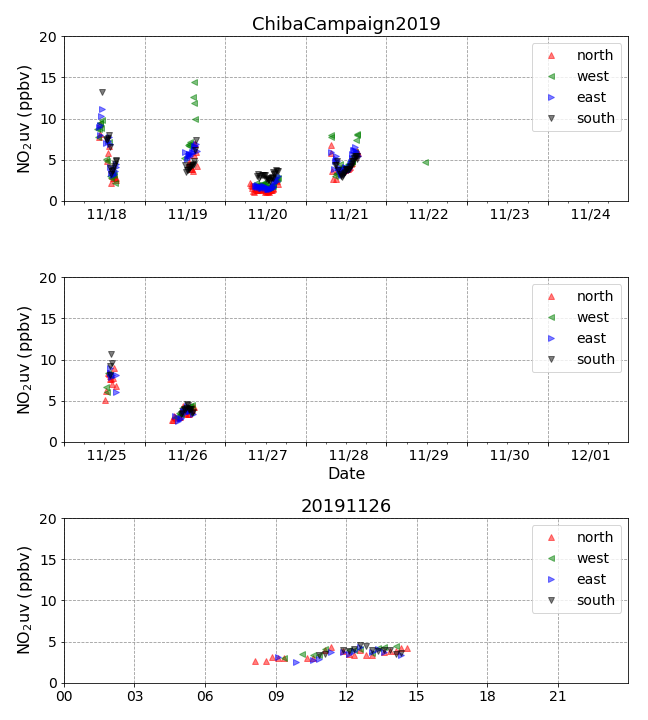 ChibaCampaign2019
NO₂uv (ppbv)
20
15
10
5
0
north
west
east
south
11/18 11/19 11/20 11/21 11/22 11/23 11/24
NO₂uv (ppbv)
20
15
10
5
0
north
west
east
south
11/25 11/26 11/27 11/28 11/29 11/30 12/01
Date
20191126
NO₂uv (ppbv)
20
15
10
5
0
north
west
east
south
00 03 06 09 12 15 18 21